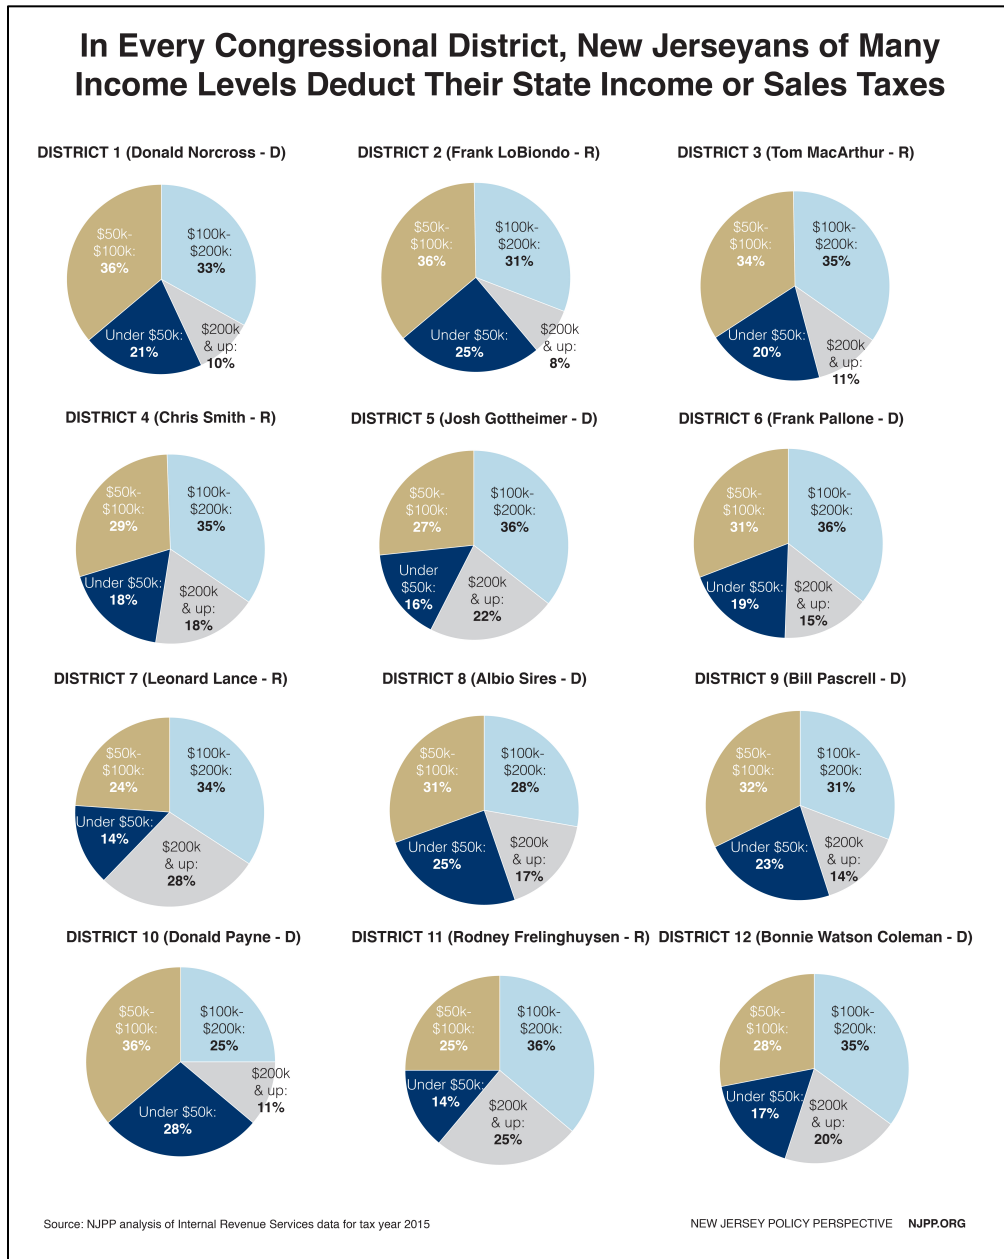 In Every Congressional District, New Jerseyans of Many
Income Levels Deduct Their State Income or Sales Taxes
DISTRICT 1 (Donald Norcross - D)
$50k-
$100k:
36%
$100k-
$200k:
33%
Under $50k:
21%
$200k
& up:
10%
DISTRICT 2 (Frank LoBiondo - R)
$50k-
$100k:
36%
$100k-
$200k:
31%
Under $50k:
25%
$200k
& up:
8%
DISTRICT 3 (Tom MacArthur - R)
$50k-
$100k:
34%
$100k-
$200k:
35%
Under $50k:
20%
$200k
& up:
11%
DISTRICT 4 (Chris Smith - R)
$50k-
$100k:
29%
$100k-
$200k:
35%
Under $50k:
18%
$200k
& up:
18%
DISTRICT 5 (Josh Gottheimer - D)
$50k-
$100k:
27%
$100k-
$200k:
36%
Under
$50k:
16%
$200k
& up:
22%
DISTRICT 6 (Frank Pallone - D)
$50k-
$100k:
31%
$100k-
$200k:
36%
Under $50k:
19%
$200k
& up:
15%
DISTRICT 7 (Leonard Lance - R)
$50k-
$100k:
24%
$100k-
$200k:
34%
Under $50k:
14%
$200k
& up:
28%
DISTRICT 8 (Albio Sires - D)
$50k-
$100k:
31%
$100k-
$200k:
28%
Under $50k:
25%
$200k
& up:
17%
DISTRICT 9 (Bill Pascrell - D)
$50k-
$100k:
32%
$100k-
$200k:
31%
Under $50k:
23%
$200k
& up:
14%
DISTRICT 10 (Donald Payne - D)
$50k-
$100k:
36%
$100k-
$200k:
25%
Under $50k:
28%
$200k
& up:
11%
DISTRICT 11 (Rodney Frelinghuysen - R)
$50k-
$100k:
25%
$100k-
$200k:
36%
Under $50k:
14%
$200k
& up:
25%
DISTRICT 12 (Bonnie Watson Coleman - D)
$50k-
$100k:
28%
$100k-
$200k:
35%
Under $50k:
17%
$200k
& up:
20%
Source: NJPP analysis of Internal Revenue Services data for tax year 2015
NEW JERSEY POLICY PERSPECTIVE NJPP.ORG